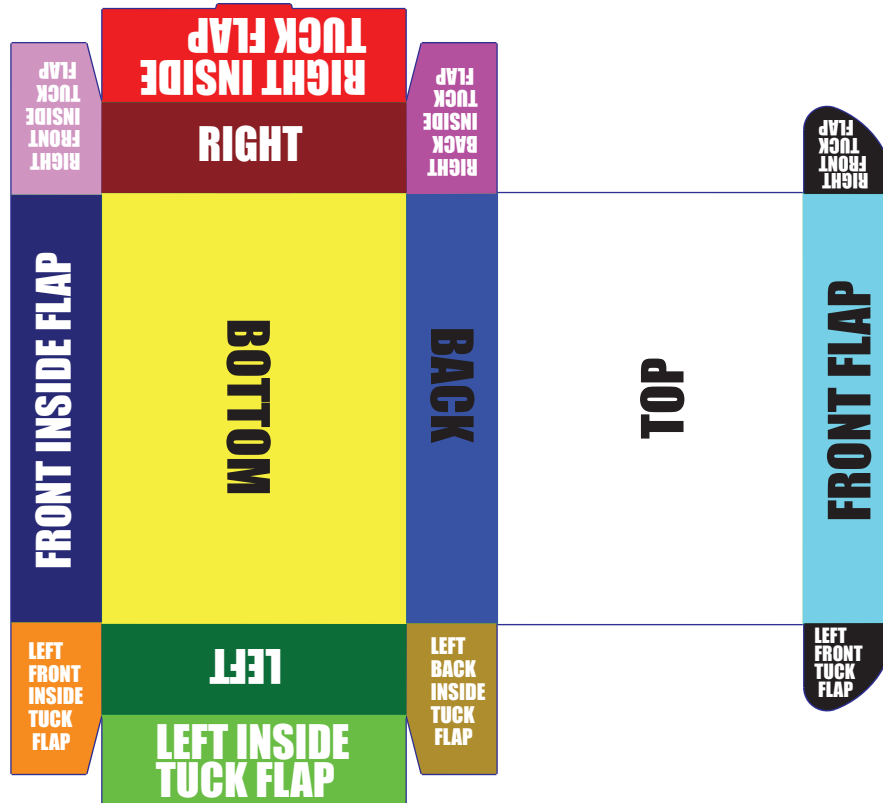 RIGHT INSIDE
TUCK FLAP
RIGHT
FRONT
INSIDE
TUCK
FLAP
RIGHT
RIGHT
BACK
INSIDE
TUCK
FLAP
RIGHT
FRONT
TUCK
FLAP
FRONT INSIDE FLAP
BOTTOM
BACK
TOP
FRONT FLAP
LEFT
FRONT
INSIDE
TUCK
FLAP
LEFT
LEFT
BACK
INSIDE
TUCK
FLAP
LEFT
FRONT
TUCK
FLAP
LEFT INSIDE
TUCK FLAP